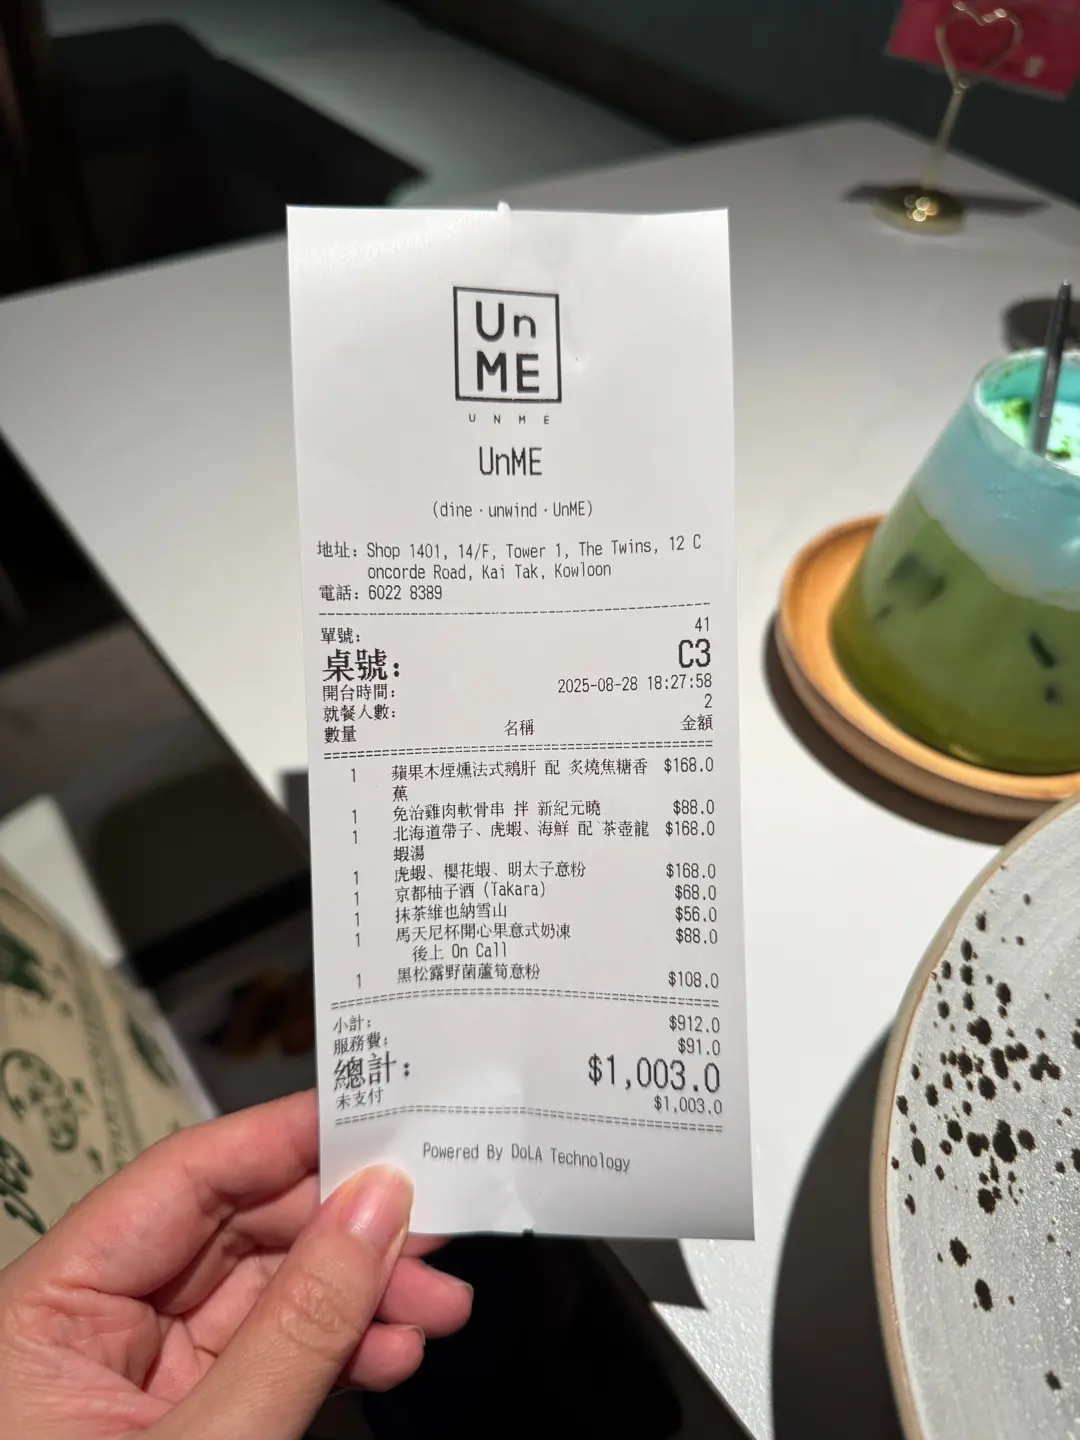 Un
ME
UNME
UnME
(dine·unwind·UnME)
地址: Shop 1401, 14/F, Tower 1, The Twins, 12 C
oncorde Road, Kai Tak, Kowloon
電話: 6022 8389
單號: 41
桌號: C3
開台時間: 2025-08-28 18:27:58
就餐人數: 2
數量 名稱 金額
1 蘋果木煙燻法式鵝肝 配 炙燒焦糖香 $168.0
蕉
1 免治雞肉軟骨串 拌 新紀元曉 $88.0
1 北海道帶子、虎蝦、海鮮 配 茶壺龍 $168.0
蝦湯
1 虎蝦、櫻花蝦、明太子意粉 $168.0
1 京都柚子酒 (Takara) $68.0
1 抹茶維也納雪山 $56.0
1 馬天尼杯開心果意式奶凍 $88.0
後上 On Call
1 黑松露野菌蘆筍意粉 $108.0
小計: $912.0
服務費: $91.0
總計: $1,003.0
未支付 $1,003.0
Powered By DoLA Technology